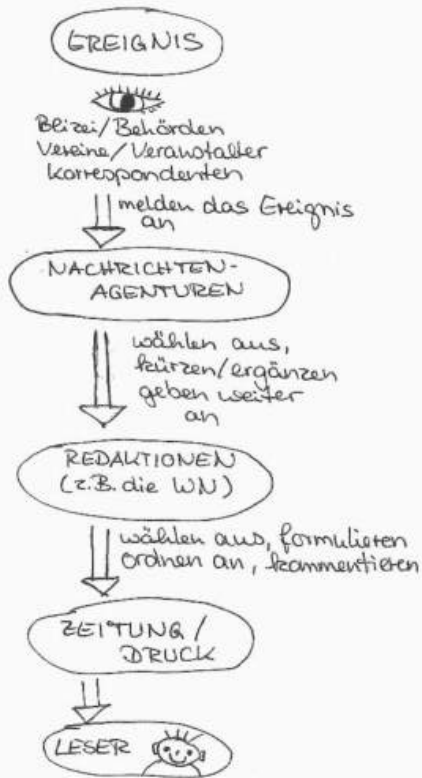 EREIGNIS
Polizei/Behörden
Vereine/Veranstalter
Korrespondenten
melden das Ereignis
an
NACHRICHTEN-
AGENTUREN
wählen aus,
kürzen/ergänzen
geben weiter
an
REDAKTIONEN
(z.B. die WN)
wählen aus, formulieren
ordnen an, kommentieren
ZEITUNG/
DRUCK
LESER